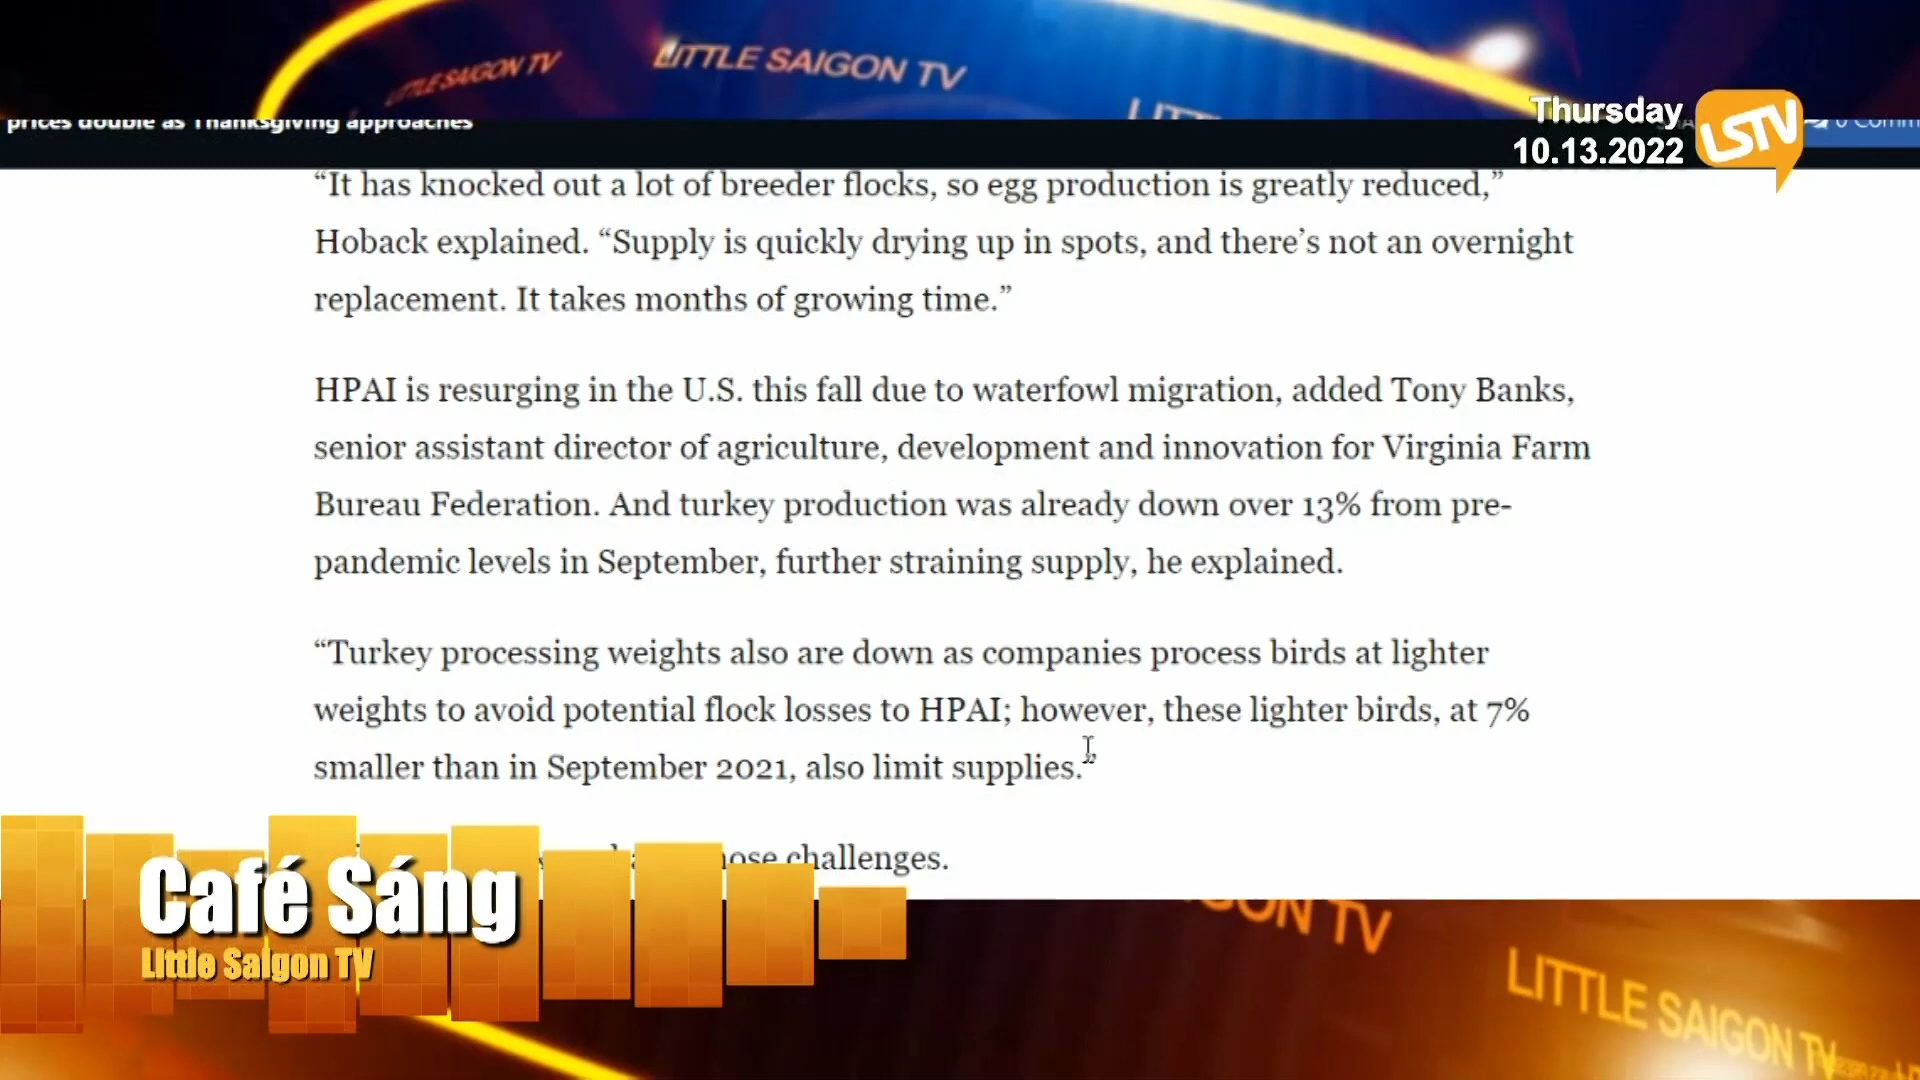 LITTLE SAIGON TV
LITTLE SAIGON TV
prices double as Thanksgiving approaches
Thursday
10.13.2022
LSTV
0 Comm
“It has knocked out a lot of breeder flocks, so egg production is greatly reduced,”
Hoback explained. “Supply is quickly drying up in spots, and there’s not an overnight
replacement. It takes months of growing time.”
HPAI is resurging in the U.S. this fall due to waterfowl migration, added Tony Banks,
senior assistant director of agriculture, development and innovation for Virginia Farm
Bureau Federation. And turkey production was already down over 13% from pre-
pandemic levels in September, further straining supply, he explained.
“Turkey processing weights also are down as companies process birds at lighter
weights to avoid potential flock losses to HPAI; however, these lighter birds, at 7%
smaller than in September 2021, also limit supplies.”
challenges.
Café Sáng
Little Saigon TV
TV
LITTLE SAIGON TV